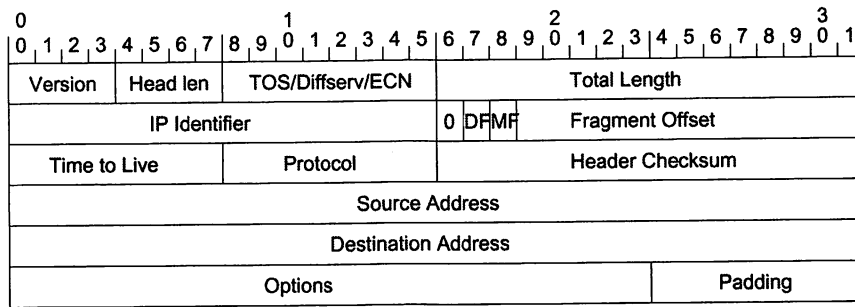 0 1 2 3
0 1 2 3 4 5 6 7 8 9 0 1 2 3 4 5 6 7 8 9 0 1 2 3 4 5 6 7 8 9 0 1
Version Head len TOS/Diffserv/ECN Total Length
IP Identifier 0 DF MF Fragment Offset
Time to Live Protocol Header Checksum
Source Address
Destination Address
Options Padding